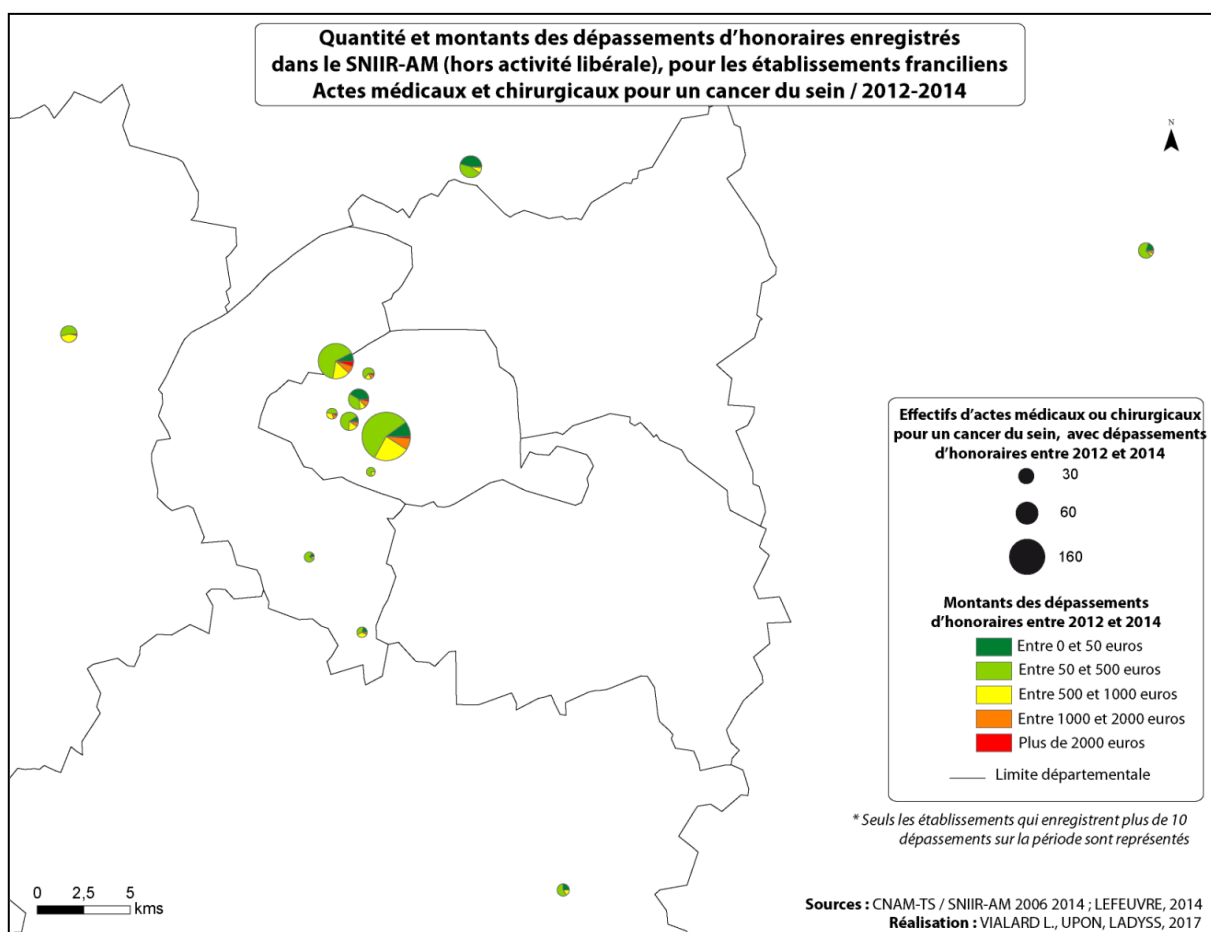 Quantité et montants des dépassements d'honoraires enregistrés
dans le SNIIR-AM (hors activité libérale), pour les établissements franciliens
Actes médicaux et chirurgicaux pour un cancer du sein / 2012-2014
N
Effectifs d'actes médicaux ou chirurgicaux
pour un cancer du sein, avec dépassements
d'honoraires entre 2012 et 2014
30
60
160
Montants des dépassements
d'honoraires entre 2012 et 2014
Entre 0 et 50 euros
Entre 50 et 500 euros
Entre 500 et 1000 euros
Entre 1000 et 2000 euros
Plus de 2000 euros
Limite départementale
* Seuls les établissements qui enregistrent plus de 10
dépassements sur la période sont représentés
0 2,5 5
kms
Sources : CNAM-TS / SNIIR-AM 2006 2014 ; LEFEUVRE, 2014
Réalisation : VIALARD L., UPON, LADYSS, 2017